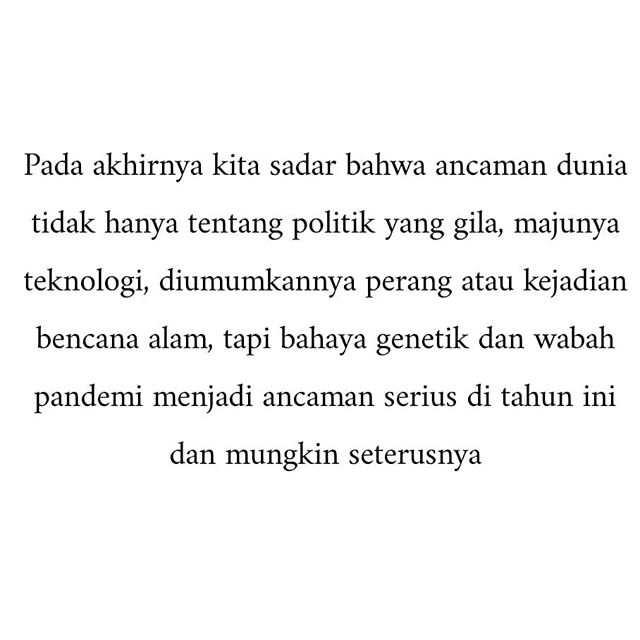 Pada akhirnya kita sadar bahwa ancaman dunia
tidak hanya tentang politik yang gila, majunya
teknologi, diumumkannya perang atau kejadian
bencana alam, tapi bahaya genetik dan wabah
pandemi menjadi ancaman serius di tahun ini
dan mungkin seterusnya